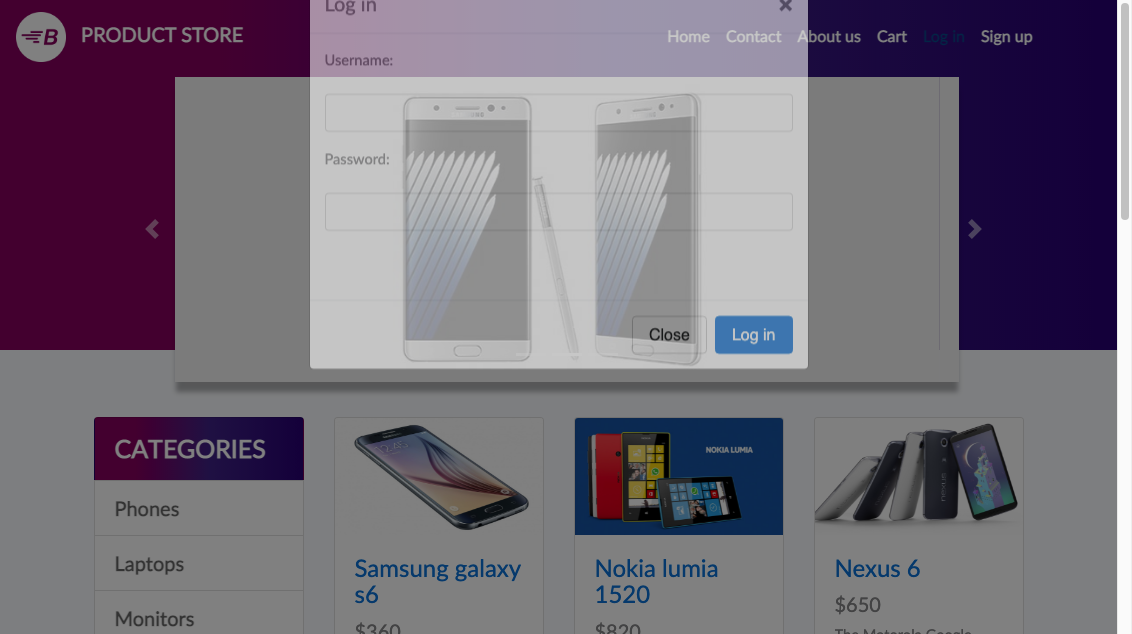 Log in
B PRODUCT STORE
Home Contact About us Cart Log in Sign up
Username:
SAMSUNG
Password:
Close Log in
CATEGORIES
Phones
Laptops
Monitors
Samsung galaxy
s6
$360
NOKIA LUMIA
Nokia lumia
1520
$820
Nexus 6
$650
The Motorola Google